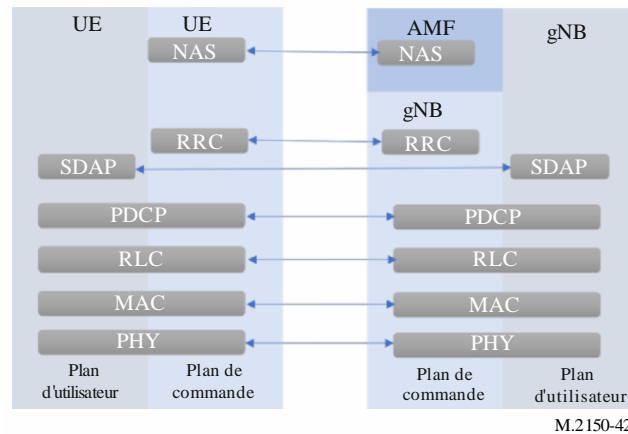 UE
UE
AMF
gNB
NAS
NAS
gNB
RRC
RRC
SDAP
SDAP
PDCP
PDCP
RLC
RLC
MAC
MAC
PHY
PHY
Plan
d'utilisateur
Plan de
commande
Plan de
commande
Plan
d'utilisateur
M.2150-42